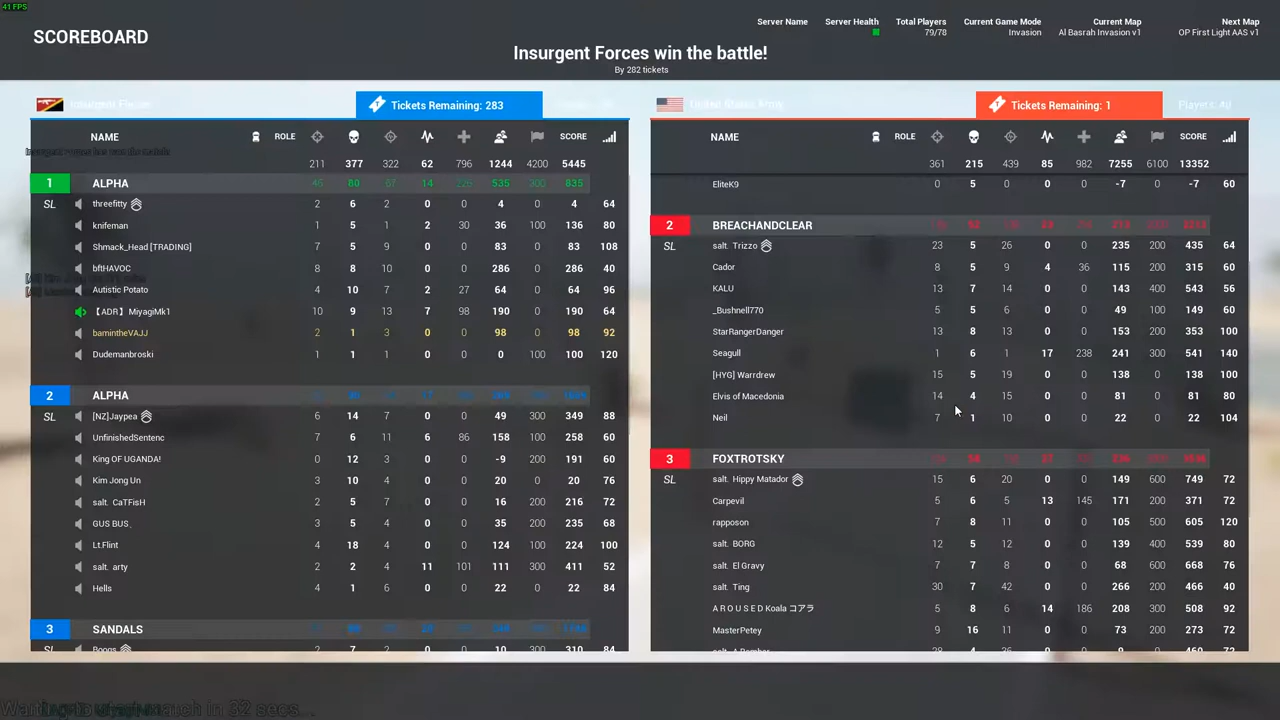 41 FPS
SCOREBOARD
Server Name Server Health Total Players Current Game Mode Current Map Next Map
79/78 Invasion Al Basrah Invasion v1 OP First Light AAS v1
Insurgent Forces win the battle!
By 282 tickets
Tickets Remaining: 283
Tickets Remaining: 1
NAME ROLE SCORE
211 377 322 62 796 1244 4200 5445
1 ALPHA 80 14 535 300 835
SL threefitty 2 6 2 0 0 4 0 4 64
knifeman 1 5 1 2 30 36 100 136 80
Shmack_Head [TRADING] 7 5 9 0 0 83 0 83 108
bftHAVOC 8 8 10 0 0 286 0 286 40
Autistic Potato 4 10 7 2 27 64 0 64 96
【ADR】MiyagiMk1 10 9 13 7 98 190 0 190 64
bamintheVAJJ 2 1 3 0 0 98 0 98 92
Dudemanbroski 1 1 1 0 0 0 100 100 120
2 ALPHA
SL [NZ]Jaypea 6 14 7 0 0 49 300 349 88
UnfinishedSentenc 7 6 11 6 86 158 100 258 60
King OF UGANDA! 0 12 3 0 0 -9 200 191 60
Kim Jong Un 3 10 4 0 0 20 0 20 76
salt. CaTFisH 2 5 7 0 0 16 200 216 72
GUS BUS_ 3 5 4 0 0 35 200 235 68
Lt.Flint 4 18 4 0 0 124 100 224 100
salt. arty 2 2 4 11 101 111 300 411 52
Hells 4 1 6 0 0 22 0 22 84
3 SANDALS
SL Boogs 2 7 2 0 0 10 300 310 84
NAME ROLE SCORE
361 215 439 85 982 7255 6100 13352
EliteK9 0 5 0 0 0 -7 0 -7 60
2 BREACHANDCLEAR
SL salt. Trizzo 23 5 26 0 0 235 200 435 64
Cador 8 5 9 4 36 115 200 315 60
KALU 13 7 14 0 0 143 400 543 56
_Bushnell770 5 5 6 0 0 49 100 149 60
StarRangerDanger 13 8 13 0 0 153 200 353 100
Seagull 1 6 1 17 238 241 300 541 140
[HYG] Warrdrew 15 5 19 0 0 138 0 138 100
Elvis of Macedonia 14 4 15 0 0 81 0 81 80
Neil 7 1 10 0 0 22 0 22 104
3 FOXTROTSKY
SL salt. Hippy Matador 15 6 20 0 0 149 600 749 72
Carpevil 5 6 5 13 145 171 200 371 72
rapposon 7 8 11 0 0 105 500 605 120
salt. BORG 12 5 12 0 0 139 400 539 80
salt. El Gravy 7 7 8 0 0 68 600 668 76
salt. Ting 30 7 42 0 0 266 200 466 40
A R O U S E D Koala コアラ 5 8 6 14 186 208 300 508 92
MasterPetey 9 16 11 0 0 73 200 273 72